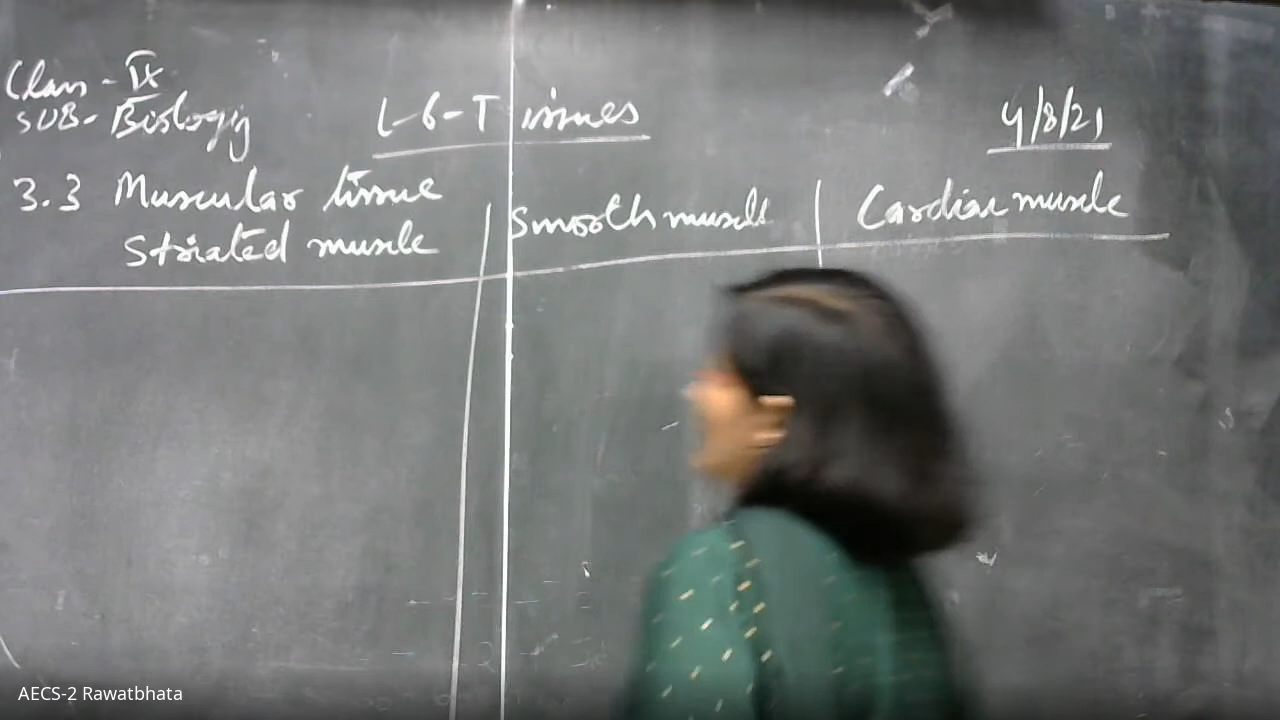 Class - IX
SUB- Biology
L-6-Tissues
4/8/21
3.3 Muscular tissue
Striated muscle
Smooth muscle
Cardiac muscle
AECS-2 Rawatbhata